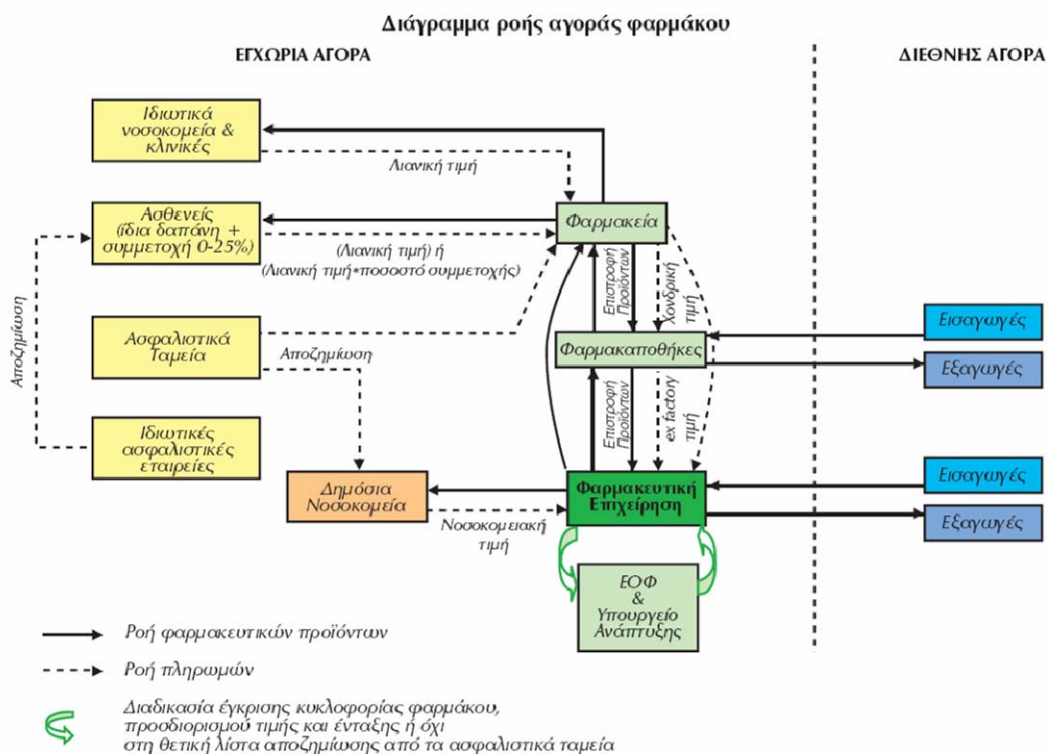 Διάγραμμα ροής αγοράς φαρμάκου
ΕΓΧΩΡΙΑ ΑΓΟΡΑ
ΔΙΕΘΝΗΣ ΑΓΟΡΑ
Ιδιωτικά
νοσοκομεία &
κλινικές
Λιανική τιμή
Ασθενείς
(ίδια δαπάνη +
συμμετοχή 0-25%)
Φαρμακεία
(Λιανική τιμή) ή
(Λιανική τιμή*ποσοστό συμμετοχής)
Επιστροφή
Προϊόντων
Χονδρική
τιμή
Αποζημίωση
Ασφαλιστικά
Ταμεία
Αποζημίωση
Φαρμακαποθήκες
Εισαγωγές
Εξαγωγές
Επιστροφή
Προϊόντων
ex factory
τιμή
Ιδιωτικές
ασφαλιστικές
εταιρείες
Δημόσια
Νοσοκομεία
Νοσοκομειακή
τιμή
Φαρμακευτική
Επιχείρηση
Εισαγωγές
Εξαγωγές
ΕΟΦ
&
Υπουργείο
Ανάπτυξης
Ροή φαρμακευτικών προϊόντων
Ροή πληρωμών
Διαδικασία έγκρισης κυκλοφορίας φαρμάκου,
προσδιορισμού τιμής και ένταξης ή όχι
στη θετική λίστα αποζημίωσης από τα ασφαλιστικά ταμεία